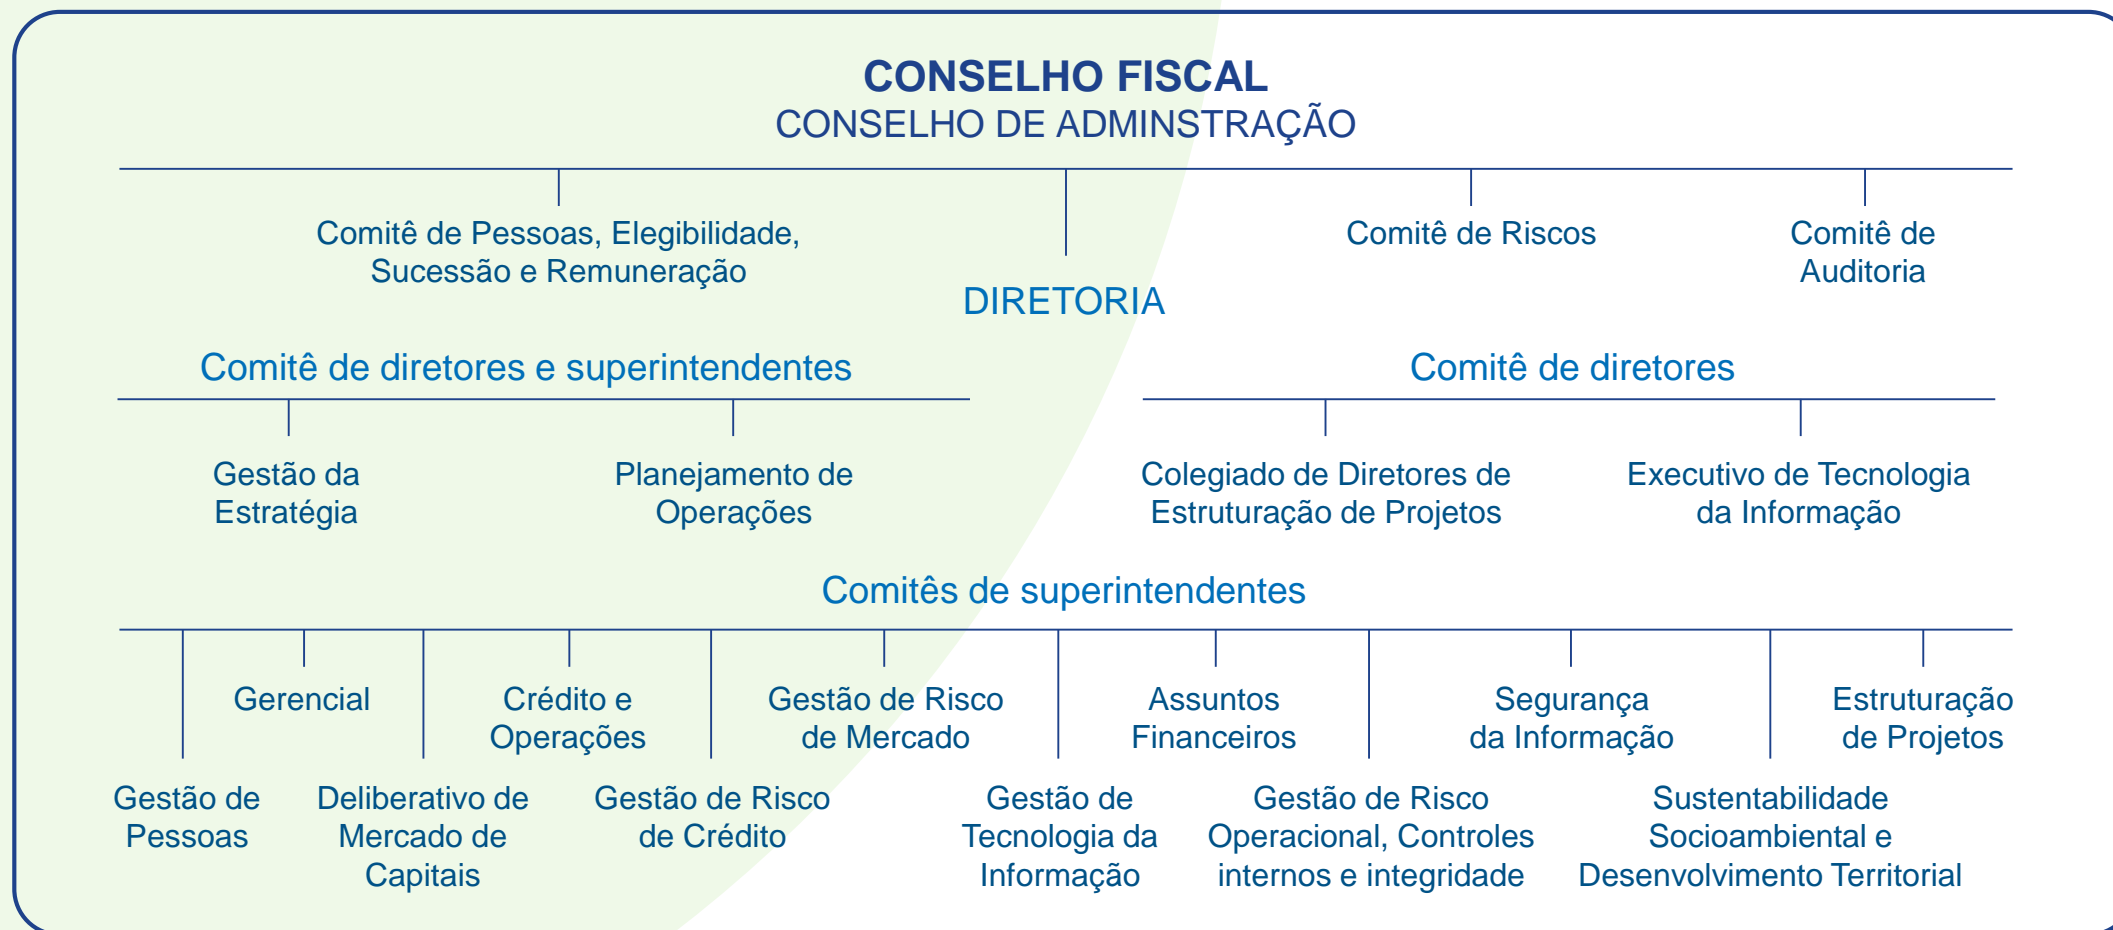 CONSELHO FISCAL
CONSELHO DE ADMINSTRAÇÃO
Comitê de Pessoas, Elegibilidade,
Sucessão e Remuneração
DIRETORIA
Comitê de Riscos
Comitê de
Auditoria
Comitê de diretores e superintendentes
Gestão da
Estratégia
Planejamento de
Operações
Comitê de diretores
Colegiado de Diretores de
Estruturação de Projetos
Executivo de Tecnologia
da Informação
Comitês de superintendentes
Gestão de
Pessoas
Gerencial
Deliberativo de
Mercado de
Capitais
Crédito e
Operações
Gestão de Risco
de Crédito
Gestão de Risco
de Mercado
Gestão de
Tecnologia da
Informação
Assuntos
Financeiros
Gestão de Risco
Operacional, Controles
internos e integridade
Segurança
da Informação
Sustentabilidade
Socioambiental e
Desenvolvimento Territorial
Estruturação
de Projetos